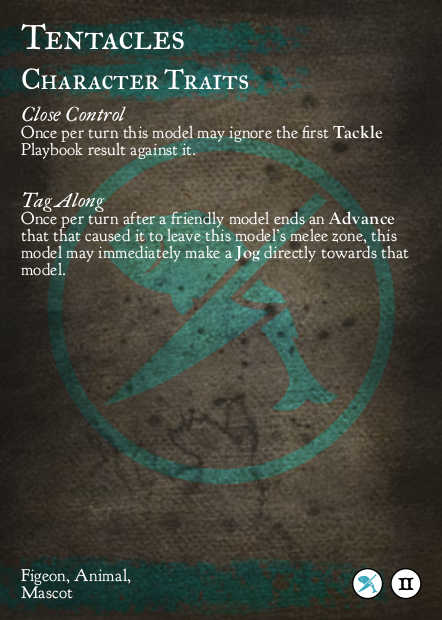 Tentacles
Character Traits
Close Control
Once per turn this model may ignore the first Tackle
Playbook result against it.
Tag Along
Once per turn after a friendly model ends an Advance
that that caused it to leave this model's melee zone, this
model may immediately make a Jog directly towards that
model.
Figeon, Animal,
Mascot
II